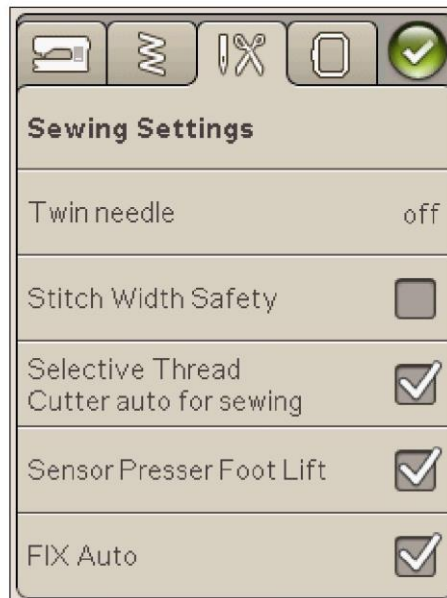 Sewing Settings
Twin needle off
Stitch Width Safety
Selective Thread
Cutter auto for sewing
Sensor Presser Foot Lift
FIX Auto